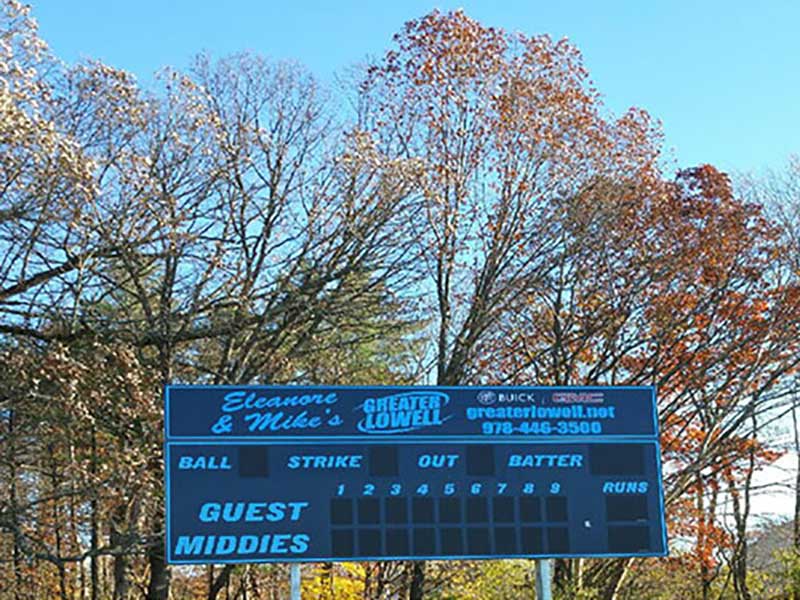 Eleanore & Mike's
GREATER LOWELL
BUICK GMC
greaterlowell.net
978-446-3500
BALL STRIKE OUT BATTER
1 2 3 4 5 6 7 8 9 RUNS
GUEST
MIDDIES